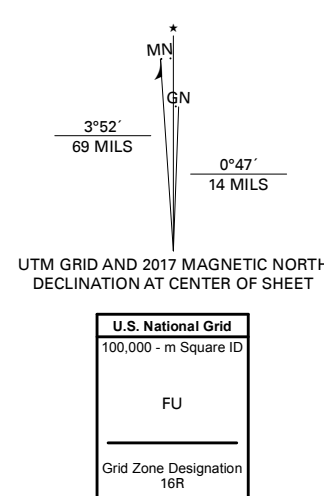 ★
MN
GN
3°52´
69 MILS
0°47´
14 MILS
UTM GRID AND 2017 MAGNETIC NORTH
DECLINATION AT CENTER OF SHEET
U.S. National Grid
100,000 - m Square ID
FU
Grid Zone Designation
16R